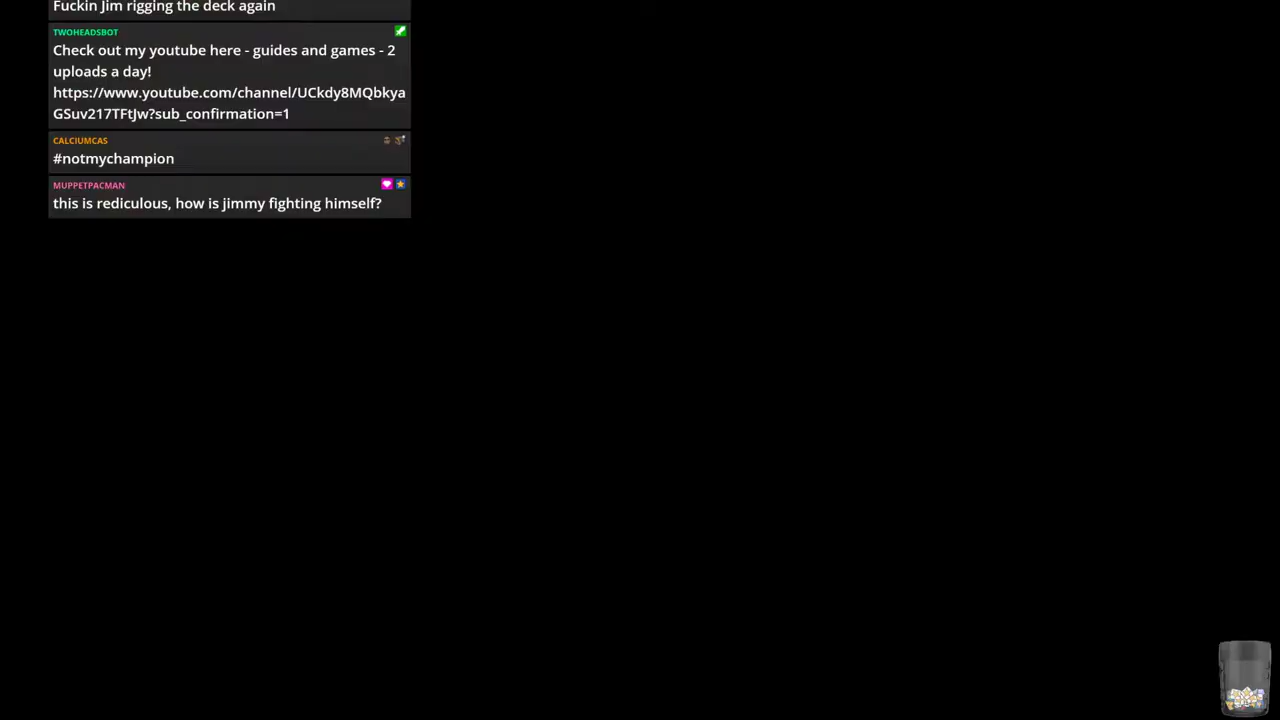 Fuckin Jim rigging the deck again
TWOHEADSBOT
Check out my youtube here - guides and games - 2
uploads a day!
https://www.youtube.com/channel/UCkdy8MQbkya
GSuv217TFtJw?sub_confirmation=1
CALCIUMCAS
#notmychampion
MUPPETPACMAN
this is rediculous, how is jimmy fighting himself?